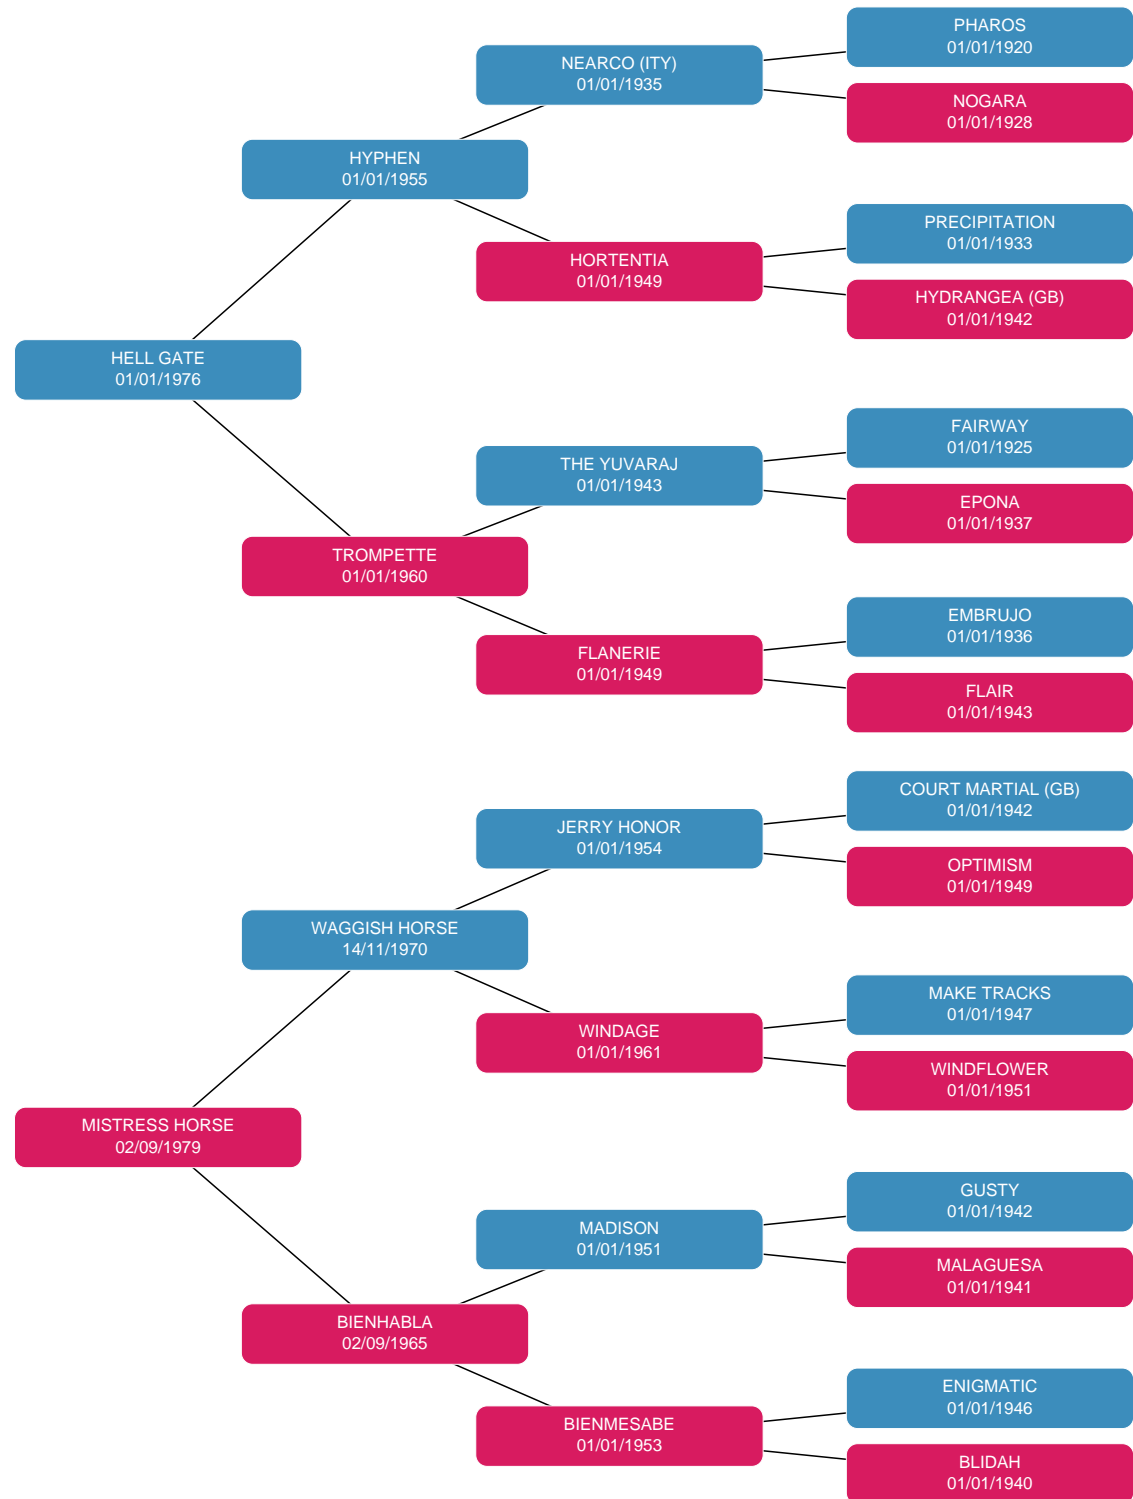 PHAROS
01/01/1920
NEARCO (ITY)
01/01/1935
NOGARA
01/01/1928
HYPHEN
01/01/1955
PRECIPITATION
01/01/1933
HORTENTIA
01/01/1949
HYDRANGEA (GB)
01/01/1942
HELL GATE
01/01/1976
FAIRWAY
01/01/1925
THE YUVARAJ
01/01/1943
EPONA
01/01/1937
TROMPETTE
01/01/1960
EMBRUJO
01/01/1936
FLANERIE
01/01/1949
FLAIR
01/01/1943
COURT MARTIAL (GB)
01/01/1942
JERRY HONOR
01/01/1954
OPTIMISM
01/01/1949
WAGGISH HORSE
14/11/1970
MAKE TRACKS
01/01/1947
WINDAGE
01/01/1961
WINDFLOWER
01/01/1951
MISTRESS HORSE
02/09/1979
GUSTY
01/01/1942
MADISON
01/01/1951
MALAGUESA
01/01/1941
BIENHABLA
02/09/1965
ENIGMATIC
01/01/1946
BIENMESABE
01/01/1953
BLIDAH
01/01/1940